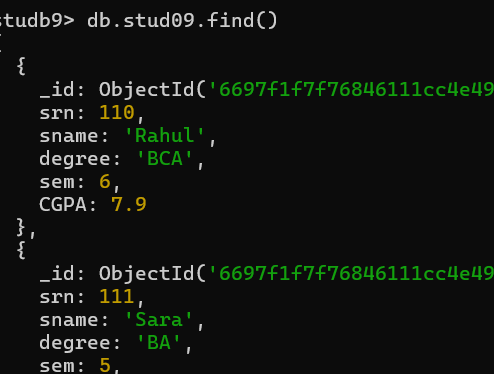 studb9> db.stud09.find()
[
{
_id: ObjectId('6697f1f7f76846111cc4e49
srn: 110,
sname: 'Rahul',
degree: 'BCA',
sem: 6,
CGPA: 7.9
},
{
_id: ObjectId('6697f1f7f76846111cc4e49
srn: 111,
sname: 'Sara',
degree: 'BA',
sem: 5,